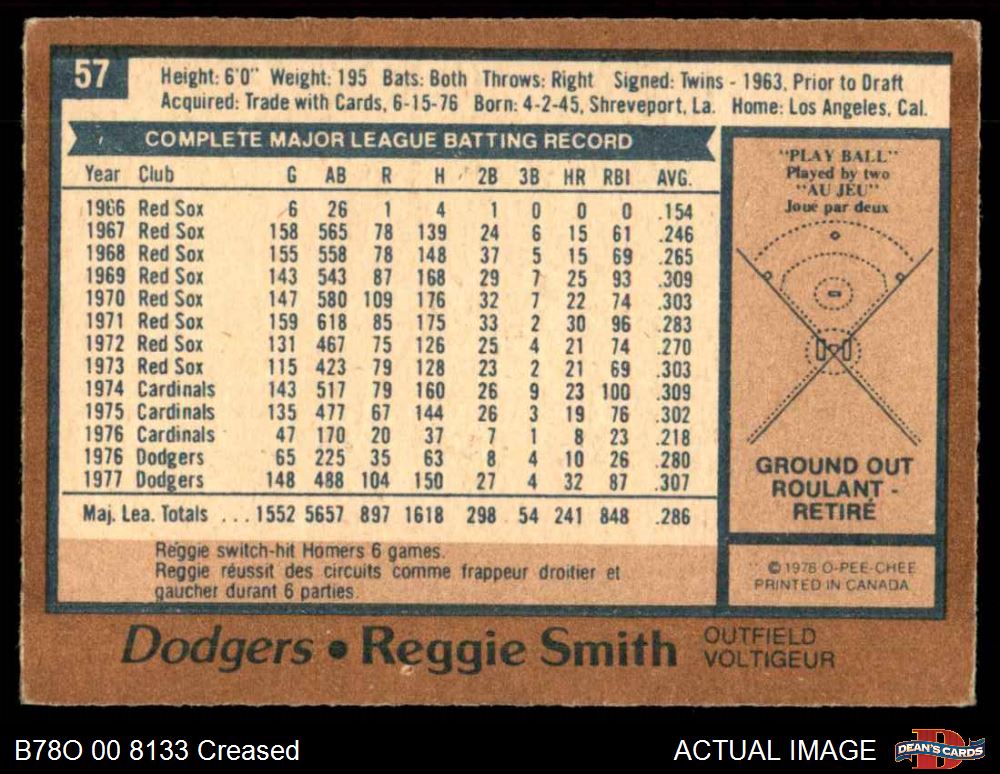 57
Height: 6'0" Weight: 195 Bats: Both Throws: Right Signed: Twins - 1963, Prior to Draft
Acquired: Trade with Cards, 6-15-76 Born: 4-2-45, Shreveport, La. Home: Los Angeles, Cal.
COMPLETE MAJOR LEAGUE BATTING RECORD
Year Club G AB R H 2B 3B HR RBI AVG.
1966 Red Sox 6 26 1 4 1 0 0 0 .154
1967 Red Sox 158 565 78 139 24 6 15 61 .246
1968 Red Sox 155 558 78 148 37 5 15 69 .265
1969 Red Sox 143 543 87 168 29 7 25 93 .309
1970 Red Sox 147 580 109 176 32 7 22 74 .303
1971 Red Sox 159 618 85 175 33 2 30 96 .283
1972 Red Sox 131 467 75 126 25 4 21 74 .270
1973 Red Sox 115 423 79 128 23 2 21 69 .303
1974 Cardinals 143 517 79 160 26 9 23 100 .309
1975 Cardinals 135 477 67 144 26 3 19 76 .302
1976 Cardinals 47 170 20 37 7 1 8 23 .218
1976 Dodgers 65 225 35 63 8 4 10 26 .280
1977 Dodgers 148 488 104 150 27 4 32 87 .307
Maj. Lea. Totals ... 1552 5657 897 1618 298 54 241 848 .286
Reggie switch-hit Homers 6 games.
Reggie réussit des circuits comme frappeur droitier et
gaucher durant 6 parties.
"PLAY BALL"
Played by two
"AU JEU"
Joué par deux
GROUND OUT
ROULANT -
RETIRÉ
© 1978 O-PEE-CHEE
PRINTED IN CANADA
Dodgers • Reggie Smith
OUTFIELD
VOLTIGEUR
B78O 00 8133 Creased
ACTUAL IMAGE
DEAN'S CARDS